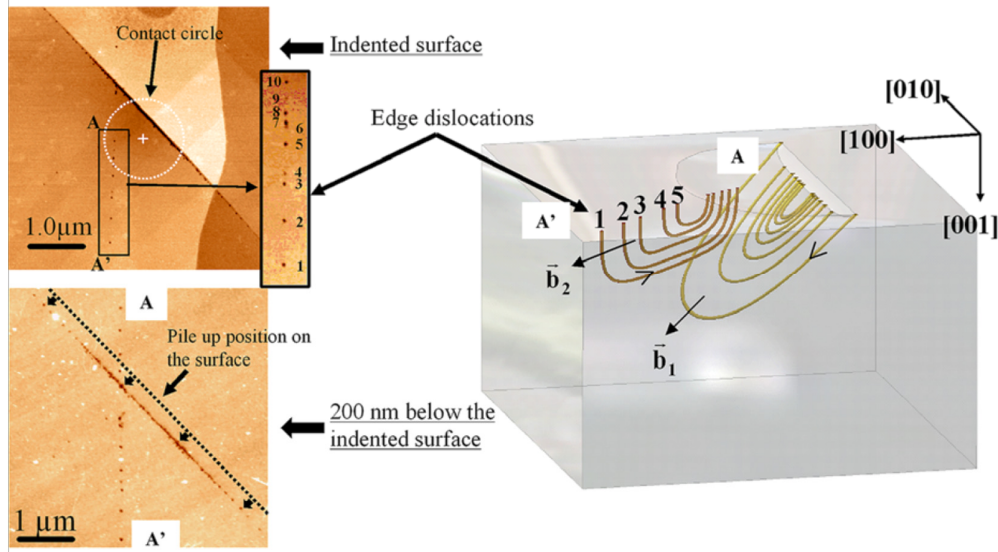 Contact circle
Indented surface
A
A'
1.0μm
10
9
8
7
6
5
4
3
2
1
Edge dislocations
A
Pile up position on
the surface
200 nm below the
indented surface
1 μm
A'
[010]
[100]
[001]
A
A'
1 2 3 4 5
b₂
b₁